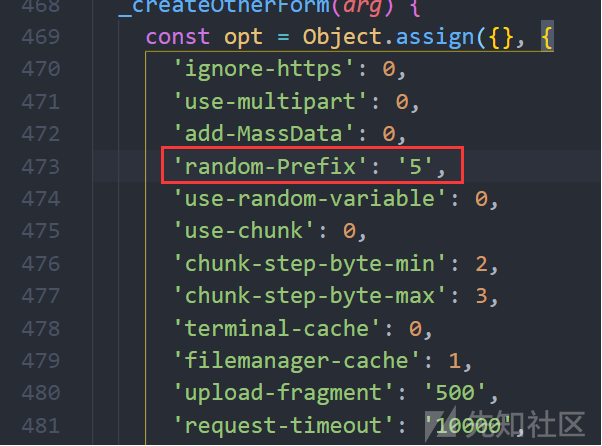 468 _createOtherForm(arg) {
469 const opt = Object.assign({}, {
470 'ignore-https': 0,
471 'use-multipart': 0,
472 'add-MassData': 0,
473 'random-Prefix': '5',
474 'use-random-variable': 0,
475 'use-chunk': 0,
476 'chunk-step-byte-min': 2,
477 'chunk-step-byte-max': 3,
478 'terminal-cache': 0,
479 'filemanager-cache': 1,
480 'upload-fragment': '500',
481 'request-timeout': '10000',
先知社区